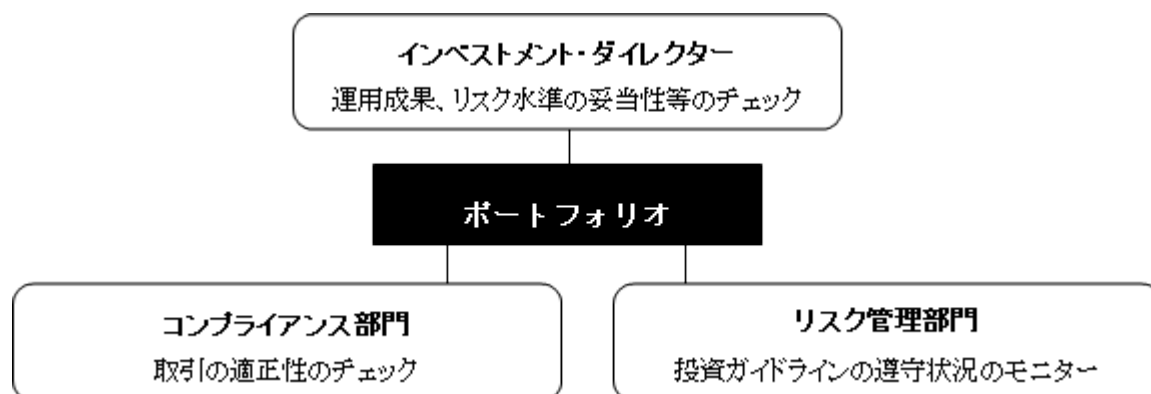 インベストメント・ダイレクター
運用成果、リスク水準の妥当性等のチェック
ポートフォリオ
コンプライアンス部門
取引の適正性のチェック
リスク管理部門
投資ガイドラインの遵守状況のモニター